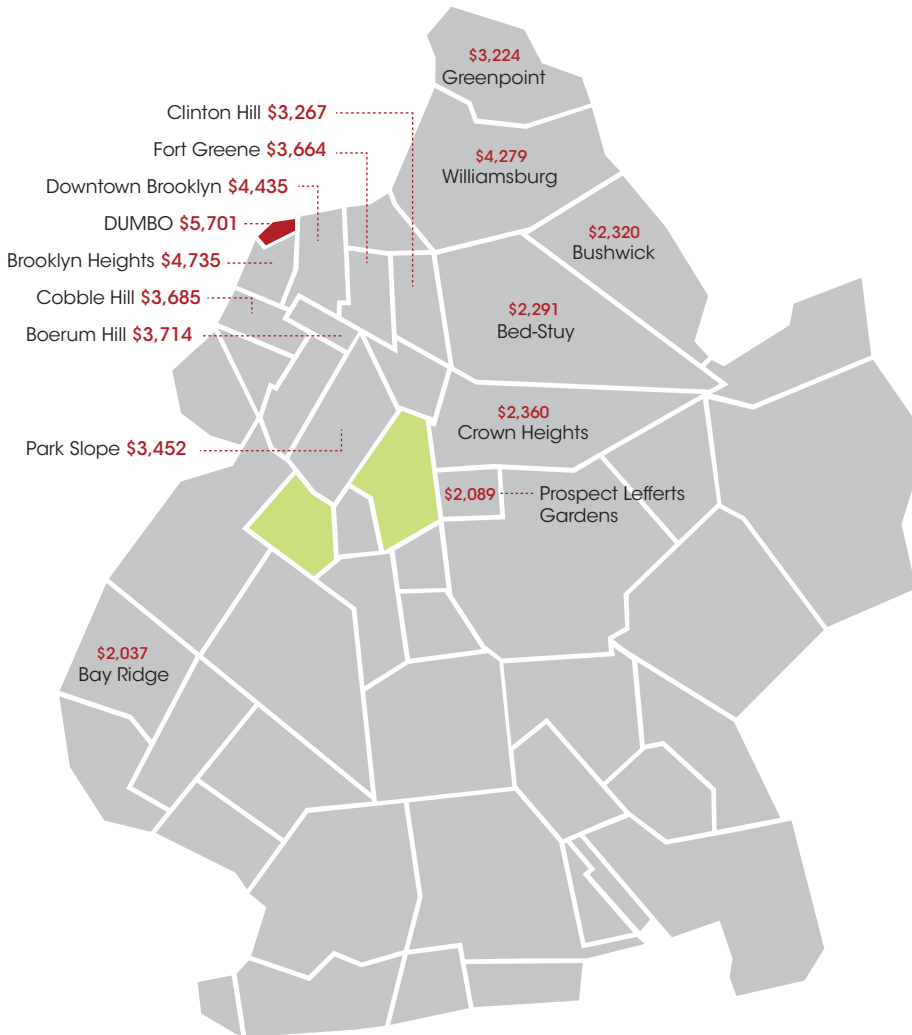 $3,224
Greenpoint
Clinton Hill $3,267
Fort Greene $3,664
$4,279
Williamsburg
Downtown Brooklyn $4,435
DUMBO $5,701
$2,320
Bushwick
Brooklyn Heights $4,735
Cobble Hill $3,685
$2,291
Bed-Stuy
Boerum Hill $3,714
$2,360
Crown Heights
Park Slope $3,452
$2,089 Prospect Lefferts
Gardens
$2,037
Bay Ridge